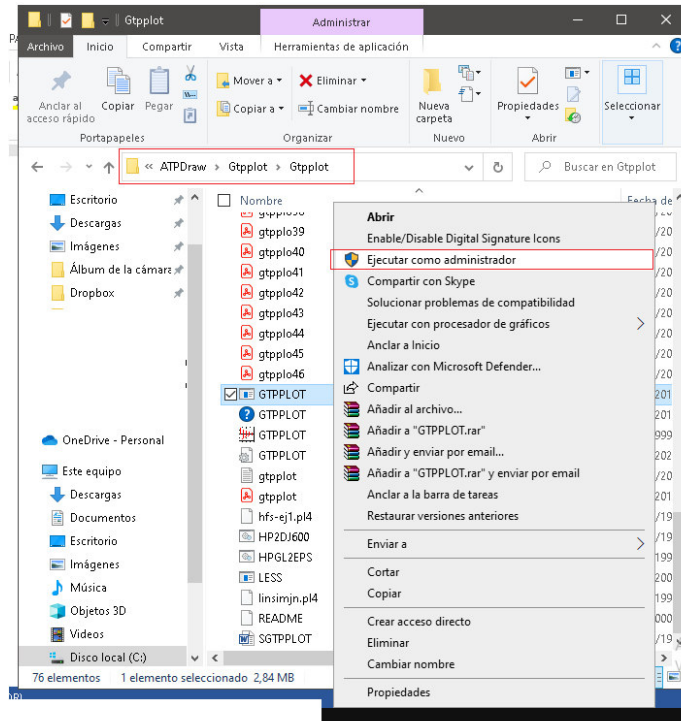 Gtpplot
Administrar
Archivo Inicio Compartir Vista Herramientas de aplicación
Anclar al acceso rápido
Copiar
Pegar
Mover a
Copiar a
Eliminar
Cambiar nombre
Nueva carpeta
Propiedades
Seleccionar
Portapapeles Organizar Nuevo Abrir
« ATPDraw > Gtpplot > Gtpplot
Buscar en Gtpplot
Escritorio
Descargas
Imágenes
Álbum de la cámara
Dropbox
OneDrive - Personal
Este equipo
Descargas
Documentos
Escritorio
Imágenes
Música
Objetos 3D
Videos
Disco local (C:)
Nombre
Fecha de
gtpplo39
gtpplo40
gtpplo41
gtpplo42
gtpplo43
gtpplo44
gtpplo45
gtpplo46
GTPPLOT
GTPPLOT
GTPPLOT
GTPPLOT
gtpplot
gtpplot
hfs-ej1.pl4
HP2DJ600
HPGL2EPS
LESS
linsimjn.pl4
README
SGTPPLOT
Abrir
Enable/Disable Digital Signature Icons
Ejecutar como administrador
Compartir con Skype
Solucionar problemas de compatibilidad
Ejecutar con procesador de gráficos
Anclar a Inicio
Analizar con Microsoft Defender...
Compartir
Añadir al archivo...
Añadir a "GTPPLOT.rar"
Añadir y enviar por email...
Añadir a "GTPPLOT.rar" y enviar por email
Anclar a la barra de tareas
Restaurar versiones anteriores
Enviar a
Cortar
Copiar
Crear acceso directo
Eliminar
Cambiar nombre
Propiedades
76 elementos 1 elemento seleccionado 2,84 MB